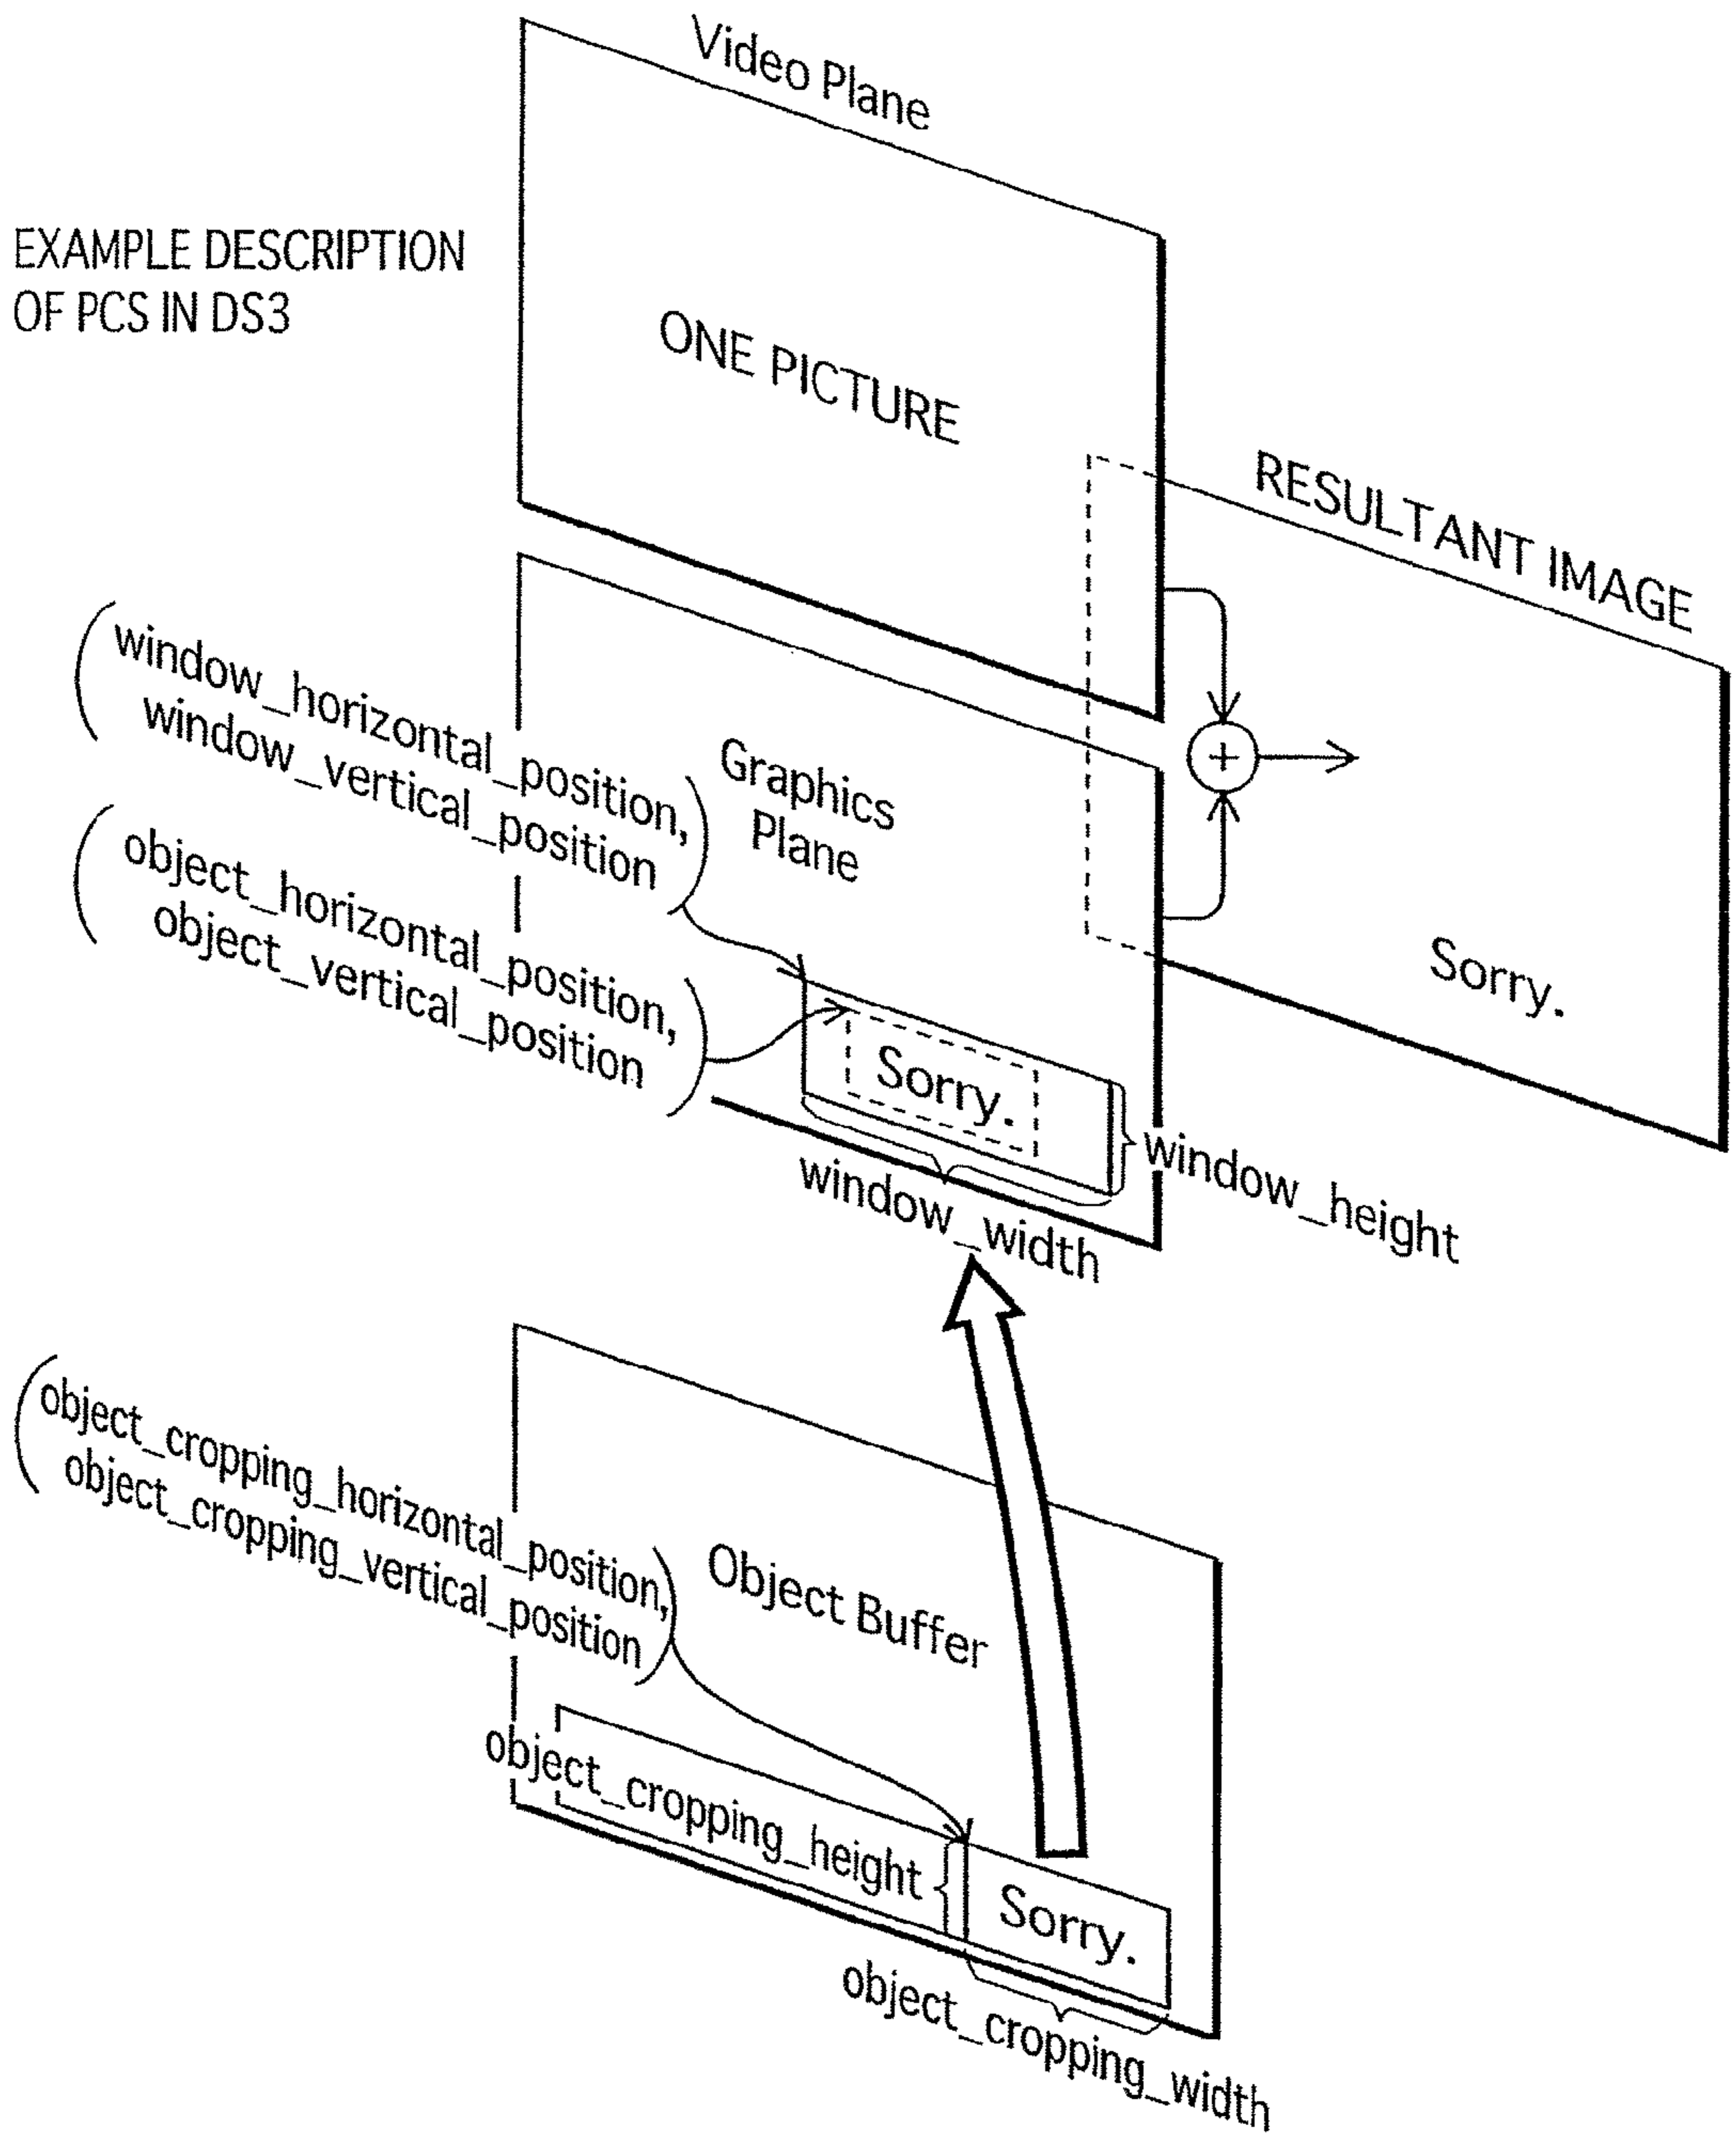 Video Plane
EXAMPLE DESCRIPTION
OF PCS IN DS3
ONE PICTURE
RESULTANT IMAGE
(window_horizontal_position,
window_vertical_position)
Graphics
Plane
(object_horizontal_position,
object_vertical_position)
+
Sorry.
Sorry.
window_height
window_width
(object_cropping_horizontal_position,
object_cropping_vertical_position)
Object Buffer
object_cropping_height
Sorry.
object_cropping_width